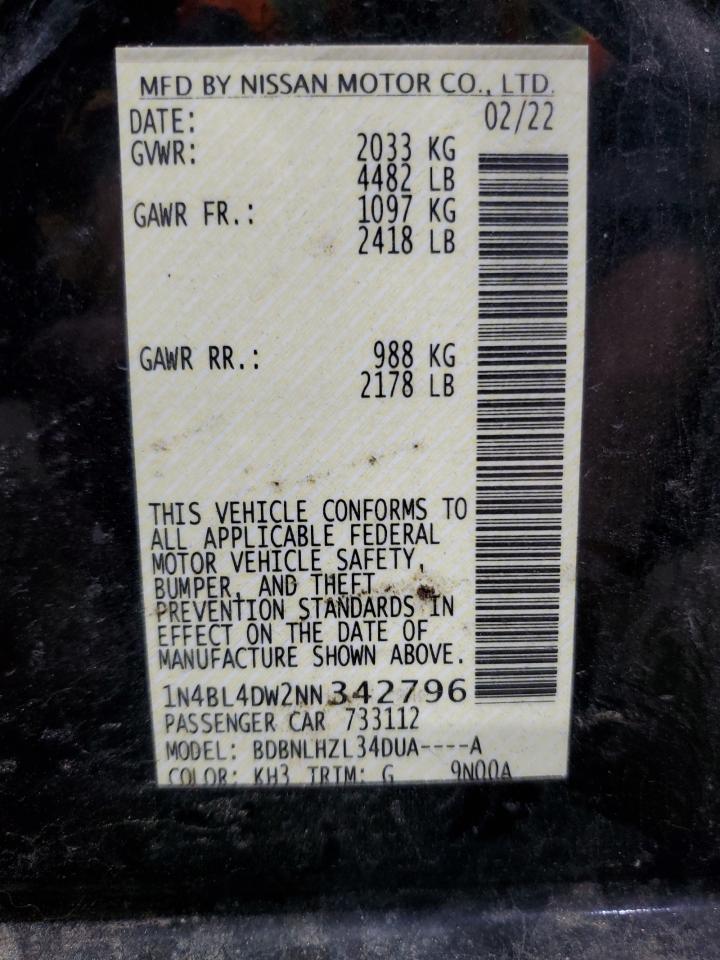 MFD BY NISSAN MOTOR CO., LTD.
DATE: 02/22
GVWR: 2033 KG
4482 LB
GAWR FR.: 1097 KG
2418 LB
GAWR RR.: 988 KG
2178 LB
THIS VEHICLE CONFORMS TO
ALL APPLICABLE FEDERAL
MOTOR VEHICLE SAFETY,
BUMPER, AND THEFT
PREVENTION STANDARDS IN
EFFECT ON THE DATE OF
MANUFACTURE SHOWN ABOVE.
1N4BL4DW2NN342796
PASSENGER CAR 733112
MODEL: BDBNLHZL34DUA----A
COLOR: KH3 TRIM: G 9N00A